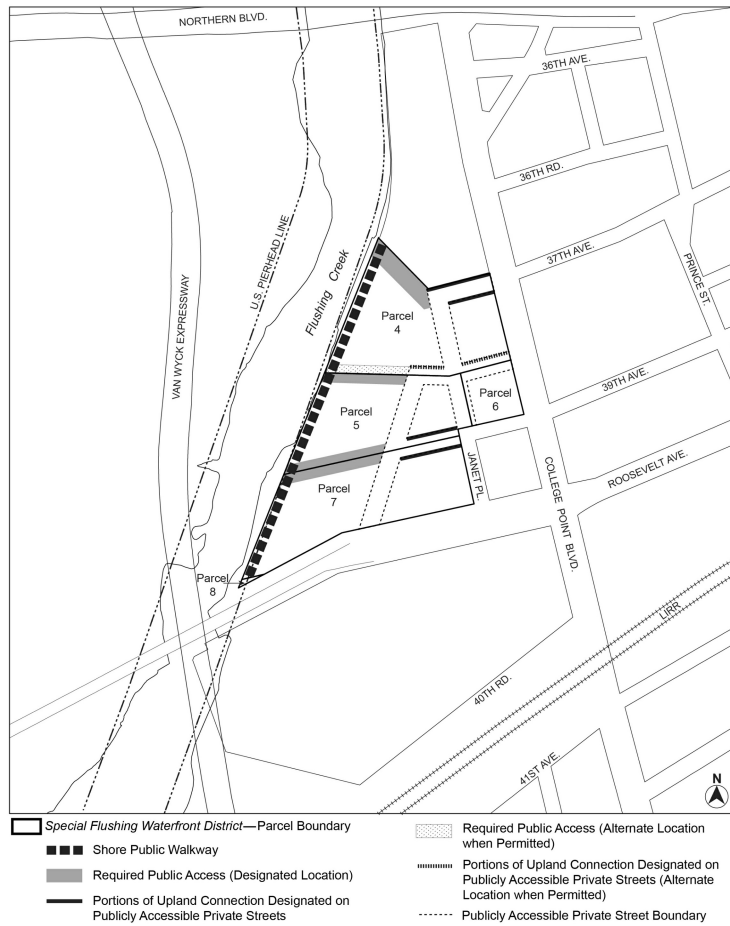 NORTHERN BLVD.
36TH AVE.
36TH RD.
37TH AVE.
PRINCE ST.
U.S. PIERHEAD LINE
Flushing Creek
VAN WYCK EXPRESSWAY
Parcel
4
39TH AVE.
Parcel
6
Parcel
5
ROOSEVELT AVE.
JANET PL.
COLLEGE POINT BLVD.
Parcel
7
Parcel
8
LIRR
40TH RD.
41ST AVE.
N
Special Flushing Waterfront District—Parcel Boundary
Shore Public Walkway
Required Public Access (Designated Location)
Portions of Upland Connection Designated on
Publicly Accessible Private Streets
Required Public Access (Alternate Location
when Permitted)
Portions of Upland Connection Designated on
Publicly Accessible Private Streets (Alternate
Location when Permitted)
Publicly Accessible Private Street Boundary